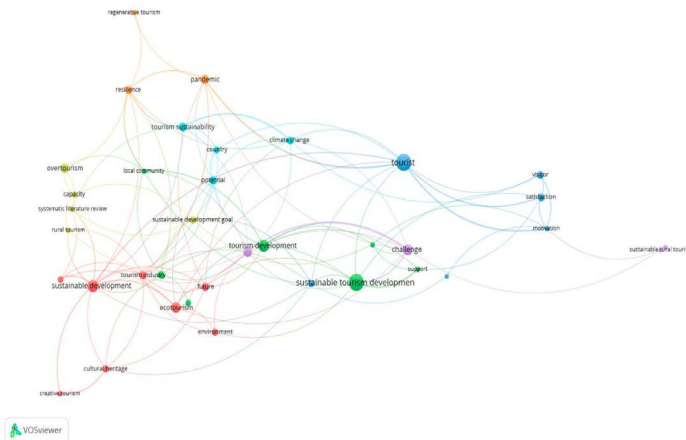 regenerative tourism
pandemic
resilience
tourism sustainability
climate change
country
tourist
overtourism
local community
potential
visitor
capacity
satisfaction
systematic literature review
sustainable development goal
rural tourism
motivation
tourism development
challenge
tourism industry
support
sustainable development
future
sustainable tourism developmen
ecotourism
environment
cultural heritage
creative tourism
VOSviewer